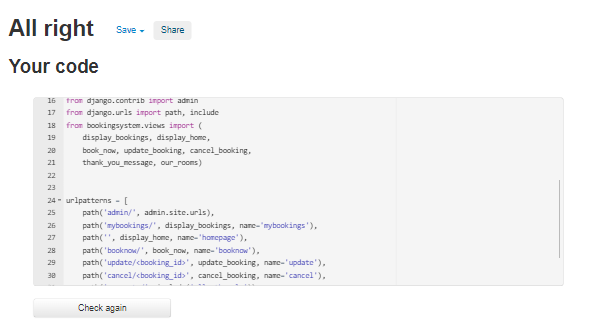 All right Save Share
Your code
16 from django.contrib import admin
17 from django.urls import path, include
18 from bookingsystem.views import (
19 display_bookings, display_home,
20 book_now, update_booking, cancel_booking,
21 thank_you_message, our_rooms)
22
23
24 urlpatterns = [
25 path('admin/', admin.site.urls),
26 path('mybookings/', display_bookings, name='mybookings'),
27 path('', display_home, name='homepage'),
28 path('booknow/', book_now, name='booknow'),
29 path('update/<booking_id>', update_booking, name='update'),
30 path('cancel/<booking_id>', cancel_booking, name='cancel'),
Check again